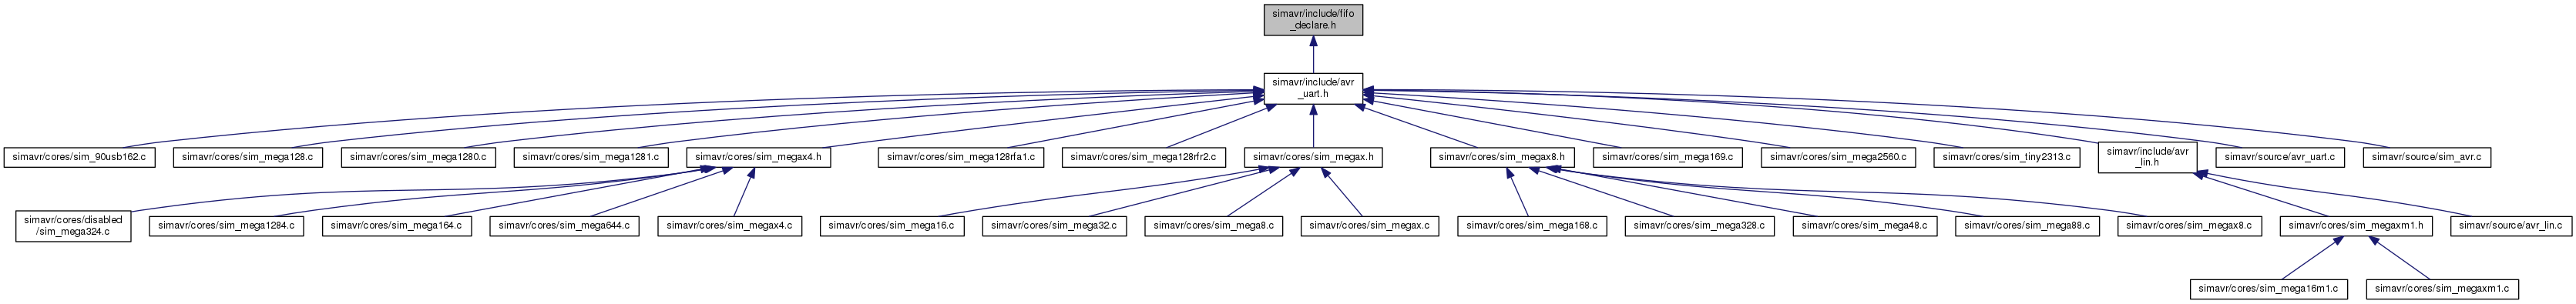 simavr/include/fifo
_declare.h
simavr/include/avr
_uart.h
simavr/cores/sim_90usb162.c
simavr/cores/sim_mega128.c
simavr/cores/sim_mega1280.c
simavr/cores/sim_mega1281.c
simavr/cores/sim_megax4.h
simavr/cores/sim_mega128rfa1.c
simavr/cores/sim_mega128rfr2.c
simavr/cores/sim_megax.h
simavr/cores/sim_megax8.h
simavr/cores/sim_mega169.c
simavr/cores/sim_mega2560.c
simavr/cores/sim_tiny2313.c
simavr/include/avr
_lin.h
simavr/source/avr_uart.c
simavr/source/sim_avr.c
simavr/cores/disabled
/sim_mega324.c
simavr/cores/sim_mega1284.c
simavr/cores/sim_mega164.c
simavr/cores/sim_mega644.c
simavr/cores/sim_megax4.c
simavr/cores/sim_mega16.c
simavr/cores/sim_mega32.c
simavr/cores/sim_mega8.c
simavr/cores/sim_megax.c
simavr/cores/sim_mega168.c
simavr/cores/sim_mega328.c
simavr/cores/sim_mega48.c
simavr/cores/sim_mega88.c
simavr/cores/sim_megax8.c
simavr/cores/sim_megaxm1.h
simavr/source/avr_lin.c
simavr/cores/sim_mega16m1.c
simavr/cores/sim_megaxm1.c